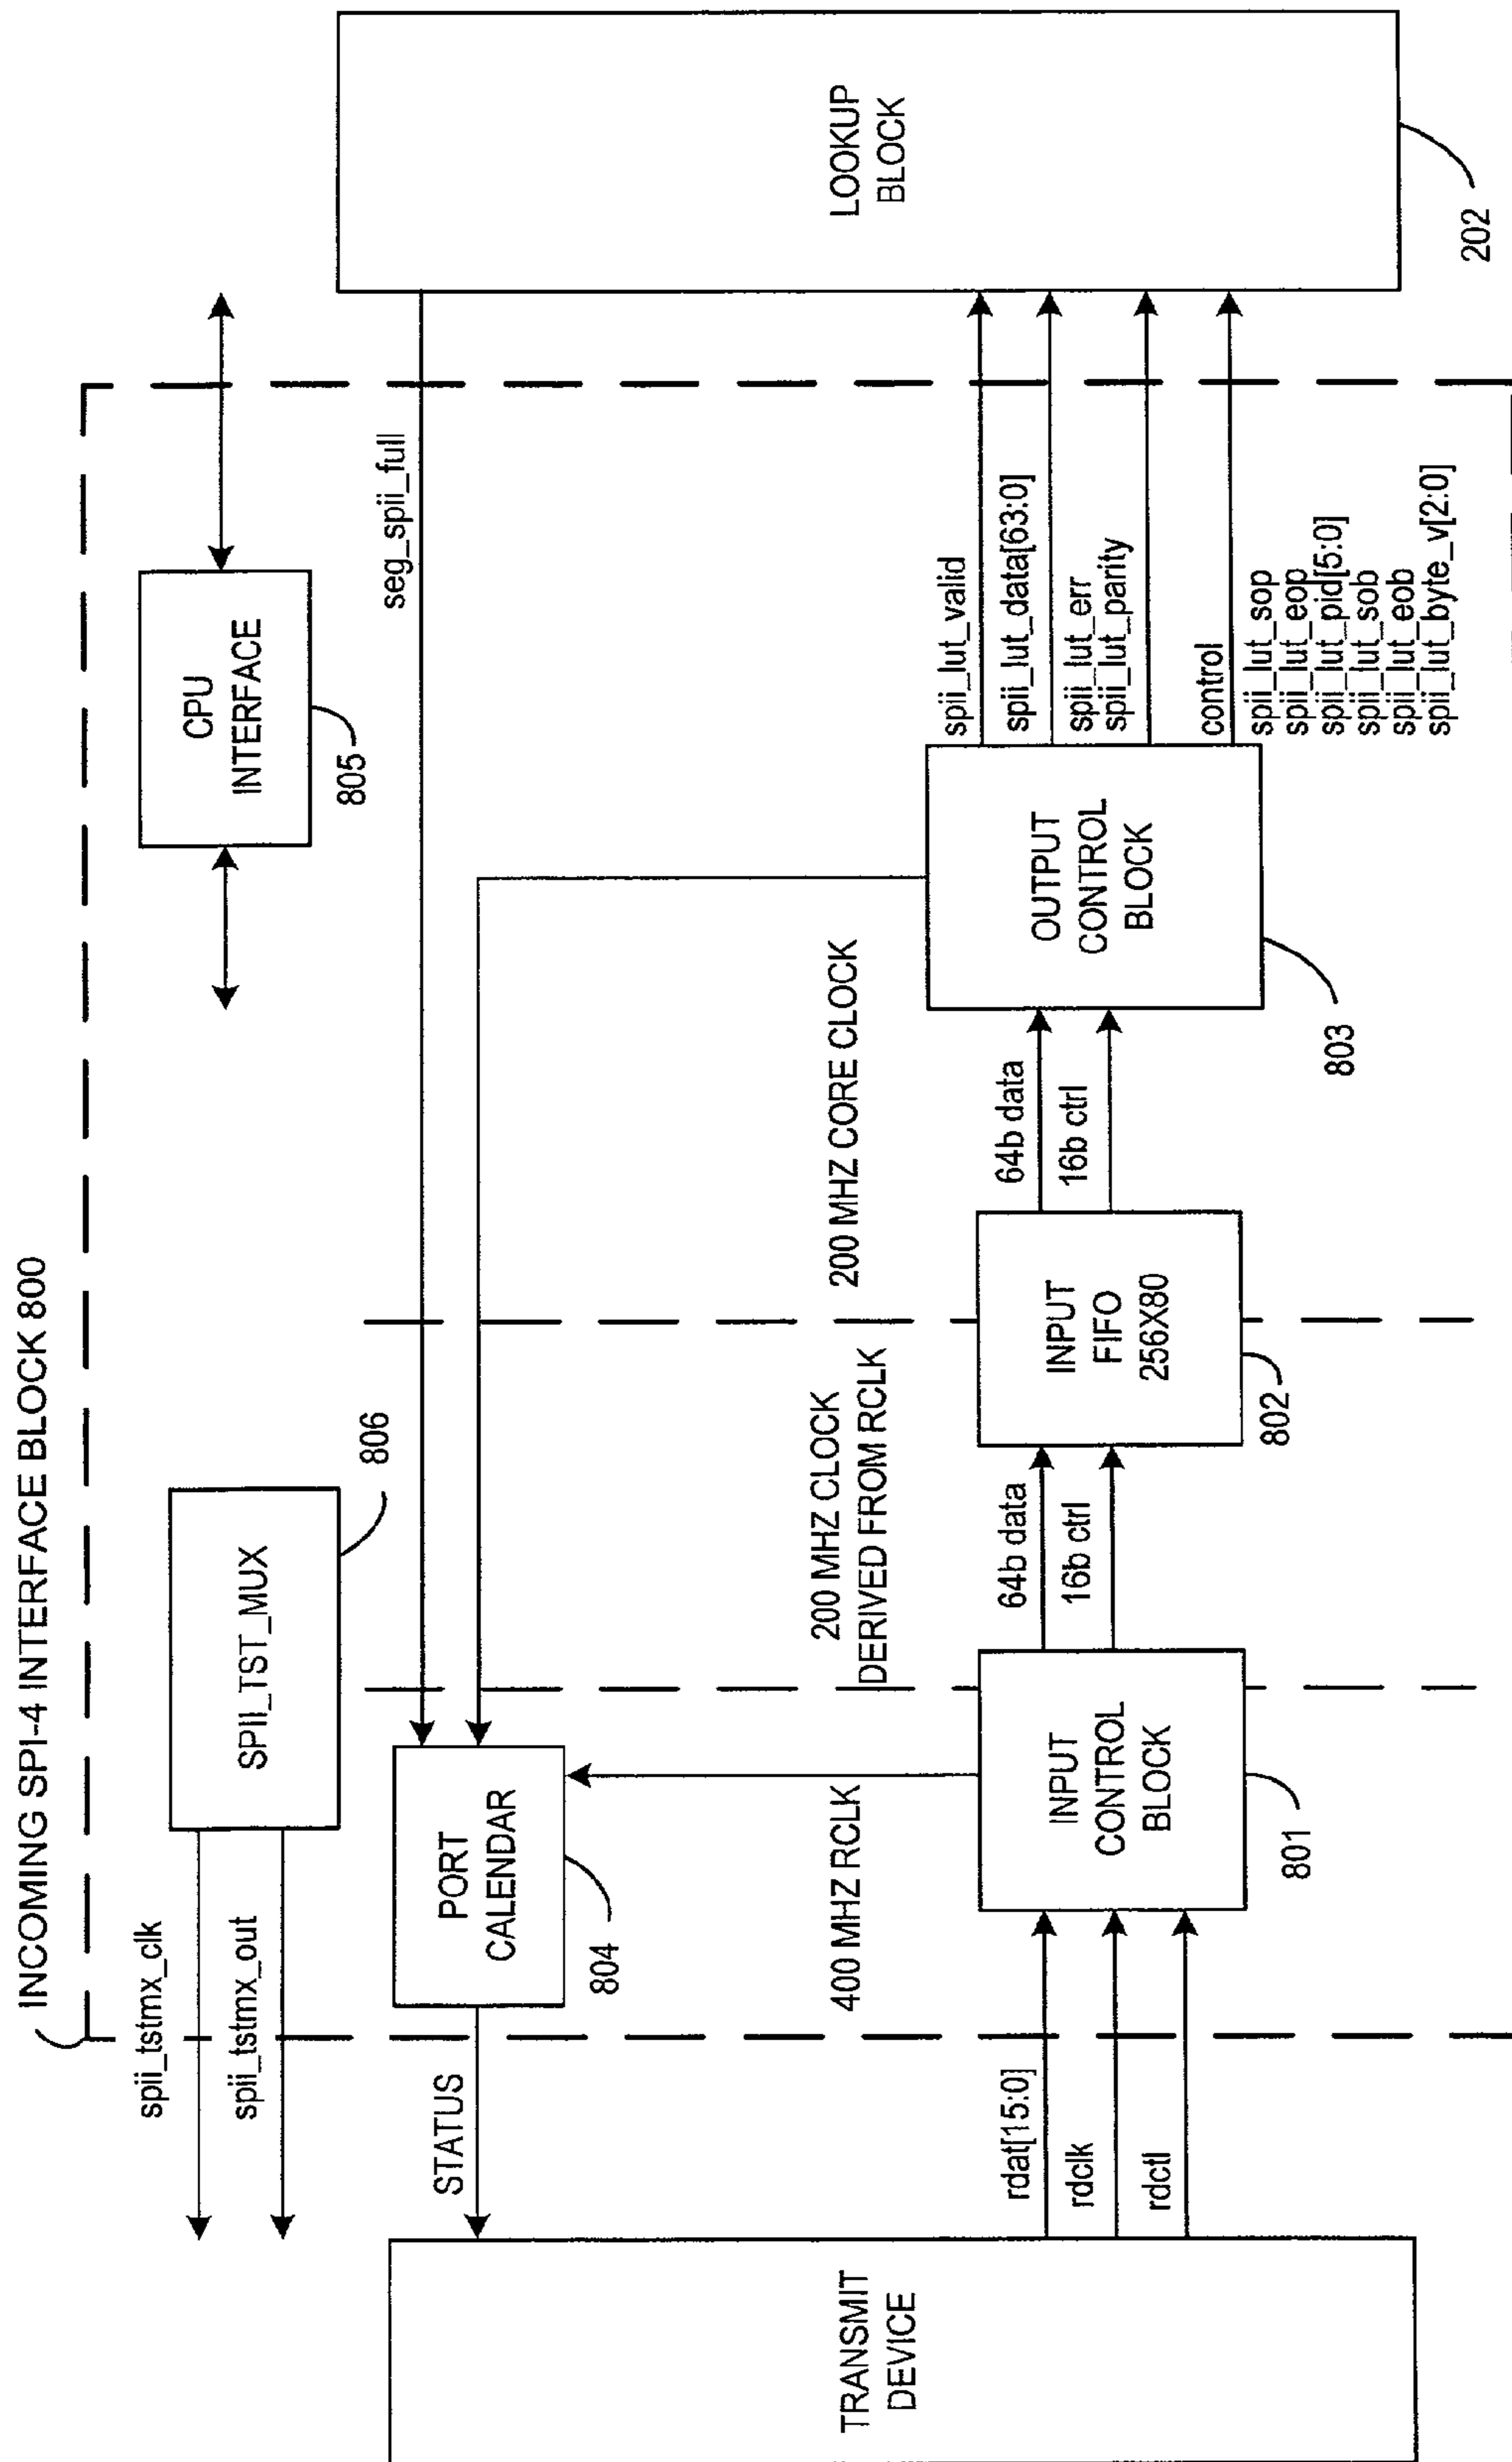 INCOMING SPI-4 INTERFACE BLOCK 800
spii_tstmx_clk
spii_tstmx_out
SPII_TST_MUX
806
CPU
INTERFACE
805
seg_spii_full
STATUS
PORT
CALENDAR
804
TRANSMIT
DEVICE
400 MHZ RCLK
200 MHZ CLOCK
DERIVED FROM RCLK
200 MHZ CORE CLOCK
rdat[15:0]
rdclk
rdctl
INPUT
CONTROL
BLOCK
801
64b data
16b ctrl
INPUT
FIFO
256X80
802
64b data
16b ctrl
OUTPUT
CONTROL
BLOCK
803
spii_lut_valid
spii_lut_data[63:0]
spii_lut_err
spii_lut_parity
control
spii_lut_sop
spii_lut_eop
spii_lut_pid[5:0]
spii_lut_sob
spii_lut_eob
spii_lut_byte_v[2:0]
LOOKUP
BLOCK
202